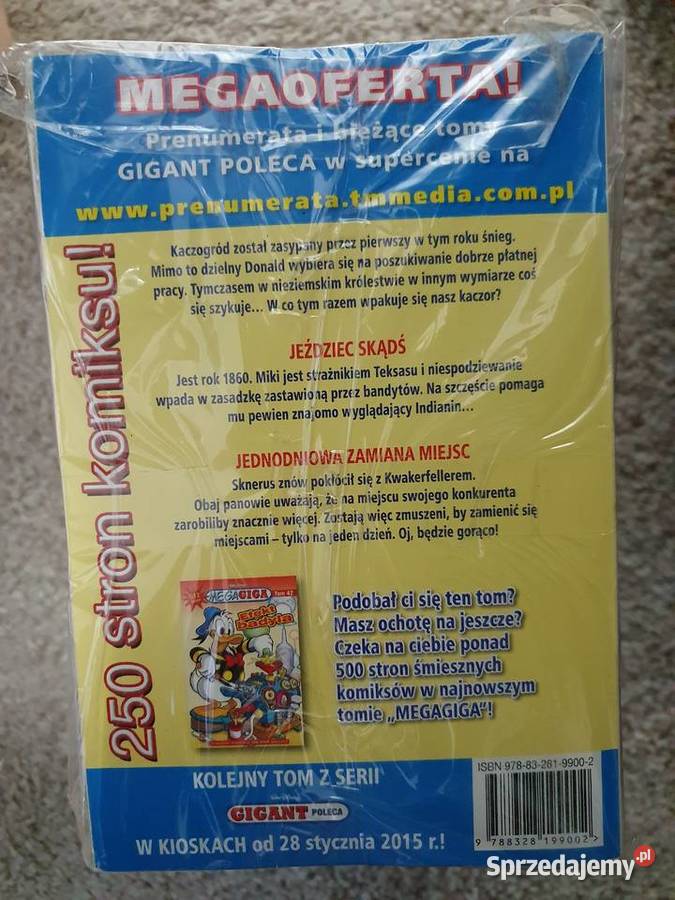 MEGAOFERTA!
Prenumerata i bieżące tomy
GIGANT POLECA w supercenie na
www.prenumerata.tmmedia.com.pl
250 stron komiksu!
Kaczogród został zasypany przez pierwszy w tym roku śnieg.
Mimo to dzielny Donald wybiera się na poszukiwanie dobrze płatnej
pracy. Tymczasem w nieziemskim królestwie w innym wymiarze coś
się szykuje... W co tym razem wpakuje się nasz kaczor?
JEŹDZIEC SKĄDŚ
Jest rok 1860. Miki jest strażnikiem Teksasu i niespodziewanie
wpada w zasadzkę zastawioną przez bandytów. Na szczęście pomaga
mu pewien znajomo wyglądający Indianin...
JEDNODNIOWA ZAMIANA MIEJSC
Sknerus znów pokłócił się z Kwakerfellerem.
Obaj panowie uważają, że na miejscu swojego konkurenta
zarobiliby znacznie więcej. Zostają więc zmuszeni, by zamienić się
miejscami – tylko na jeden dzień. Oj, będzie gorąco!
MEGAGIGA
Tom 42
Efekt
badyla
Podobał ci się ten tom?
Masz ochotę na jeszcze?
Czeka na ciebie ponad
500 stron śmiesznych
komiksów w najnowszym
tomie „MEGAGIGA”!
KOLEJNY TOM Z SERII
GIGANT POLECA
W KIOSKACH od 28 stycznia 2015 r.!
ISBN 978-83-281-9900-2
9 788328 199002
Sprzedajemy.pl